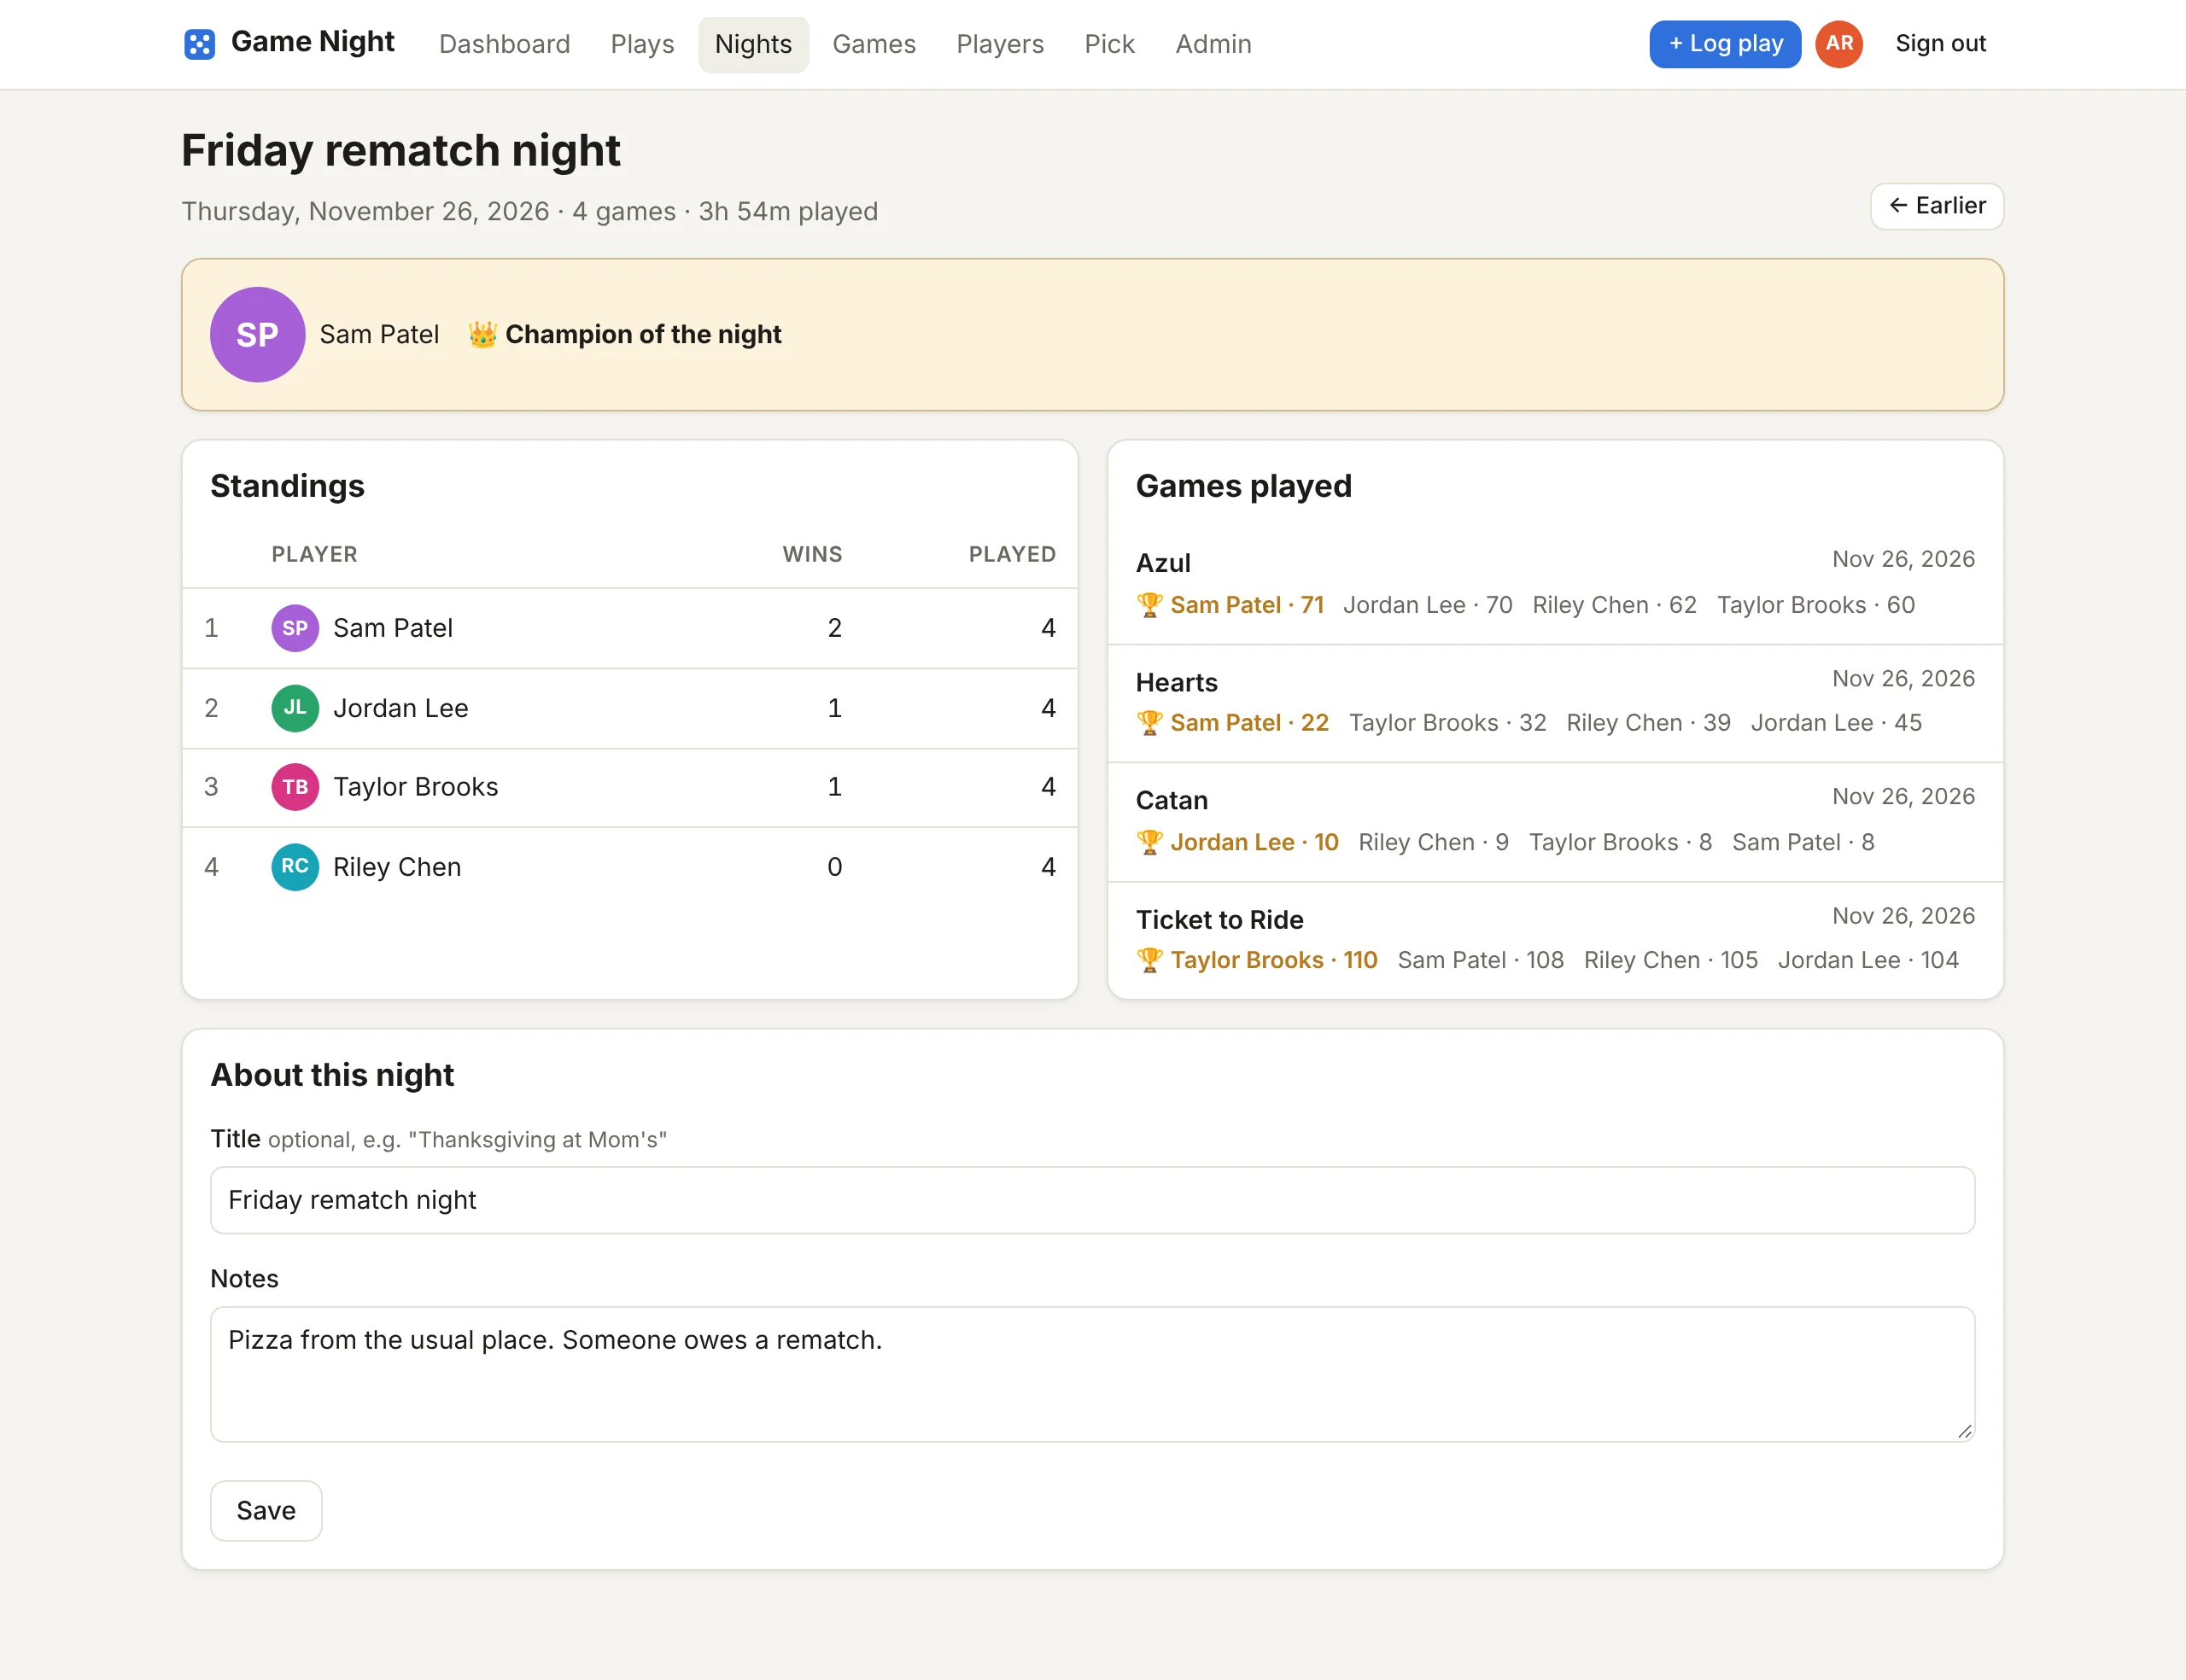 Game Night Dashboard Plays Nights Games Players Pick Admin + Log play AR Sign out
Friday rematch night
Thursday, November 26, 2026 · 4 games · 3h 54m played
← Earlier
SP Sam Patel 👑 Champion of the night
Standings
PLAYER WINS PLAYED
1 SP Sam Patel 2 4
2 JL Jordan Lee 1 4
3 TB Taylor Brooks 1 4
4 RC Riley Chen 0 4
Games played
Azul Nov 26, 2026
🏆 Sam Patel · 71 Jordan Lee · 70 Riley Chen · 62 Taylor Brooks · 60
Hearts Nov 26, 2026
🏆 Sam Patel · 22 Taylor Brooks · 32 Riley Chen · 39 Jordan Lee · 45
Catan Nov 26, 2026
🏆 Jordan Lee · 10 Riley Chen · 9 Taylor Brooks · 8 Sam Patel · 8
Ticket to Ride Nov 26, 2026
🏆 Taylor Brooks · 110 Sam Patel · 108 Riley Chen · 105 Jordan Lee · 104
About this night
Title optional, e.g. "Thanksgiving at Mom's"
Friday rematch night
Notes
Pizza from the usual place. Someone owes a rematch.
Save